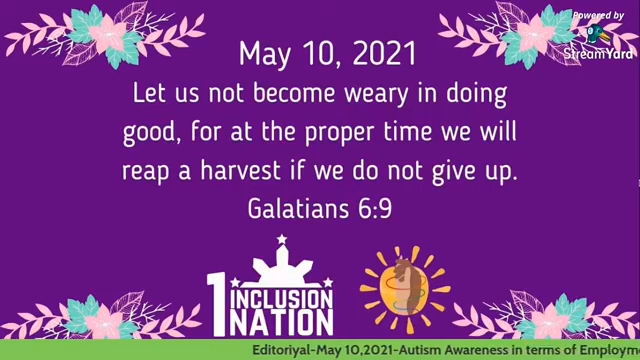 Powered by
StreamYard
May 10, 2021
Let us not become weary in doing
good, for at the proper time we will
reap a harvest if we do not give up.
Galatians 6:9
1 INCLUSION
NATION
Editoriyal-May 10,2021-Autism Awareness in terms of Employm